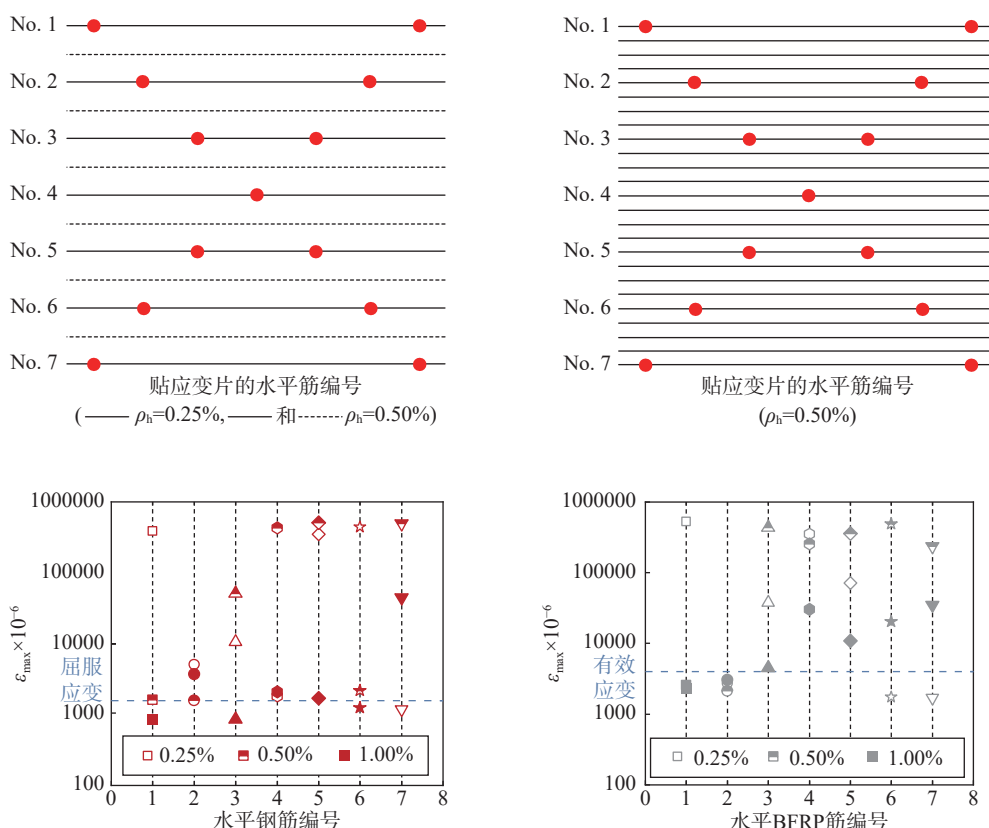 No. 1
No. 2
No. 3
No. 4
No. 5
No. 6
No. 7
贴应变片的水平筋编号
( —— ρh=0.25%, —— 和 ------ ρh=0.50%)
No. 1
No. 2
No. 3
No. 4
No. 5
No. 6
No. 7
贴应变片的水平筋编号
(ρh=0.50%)
1000000
100000
10000
1000
100
εmax×10⁻⁶
屈服
应变
0.25% 0.50% 1.00%
0 1 2 3 4 5 6 7 8
水平钢筋编号
1000000
100000
10000
1000
100
εmax×10⁻⁶
有效
应变
0.25% 0.50% 1.00%
0 1 2 3 4 5 6 7 8
水平BFRP筋编号